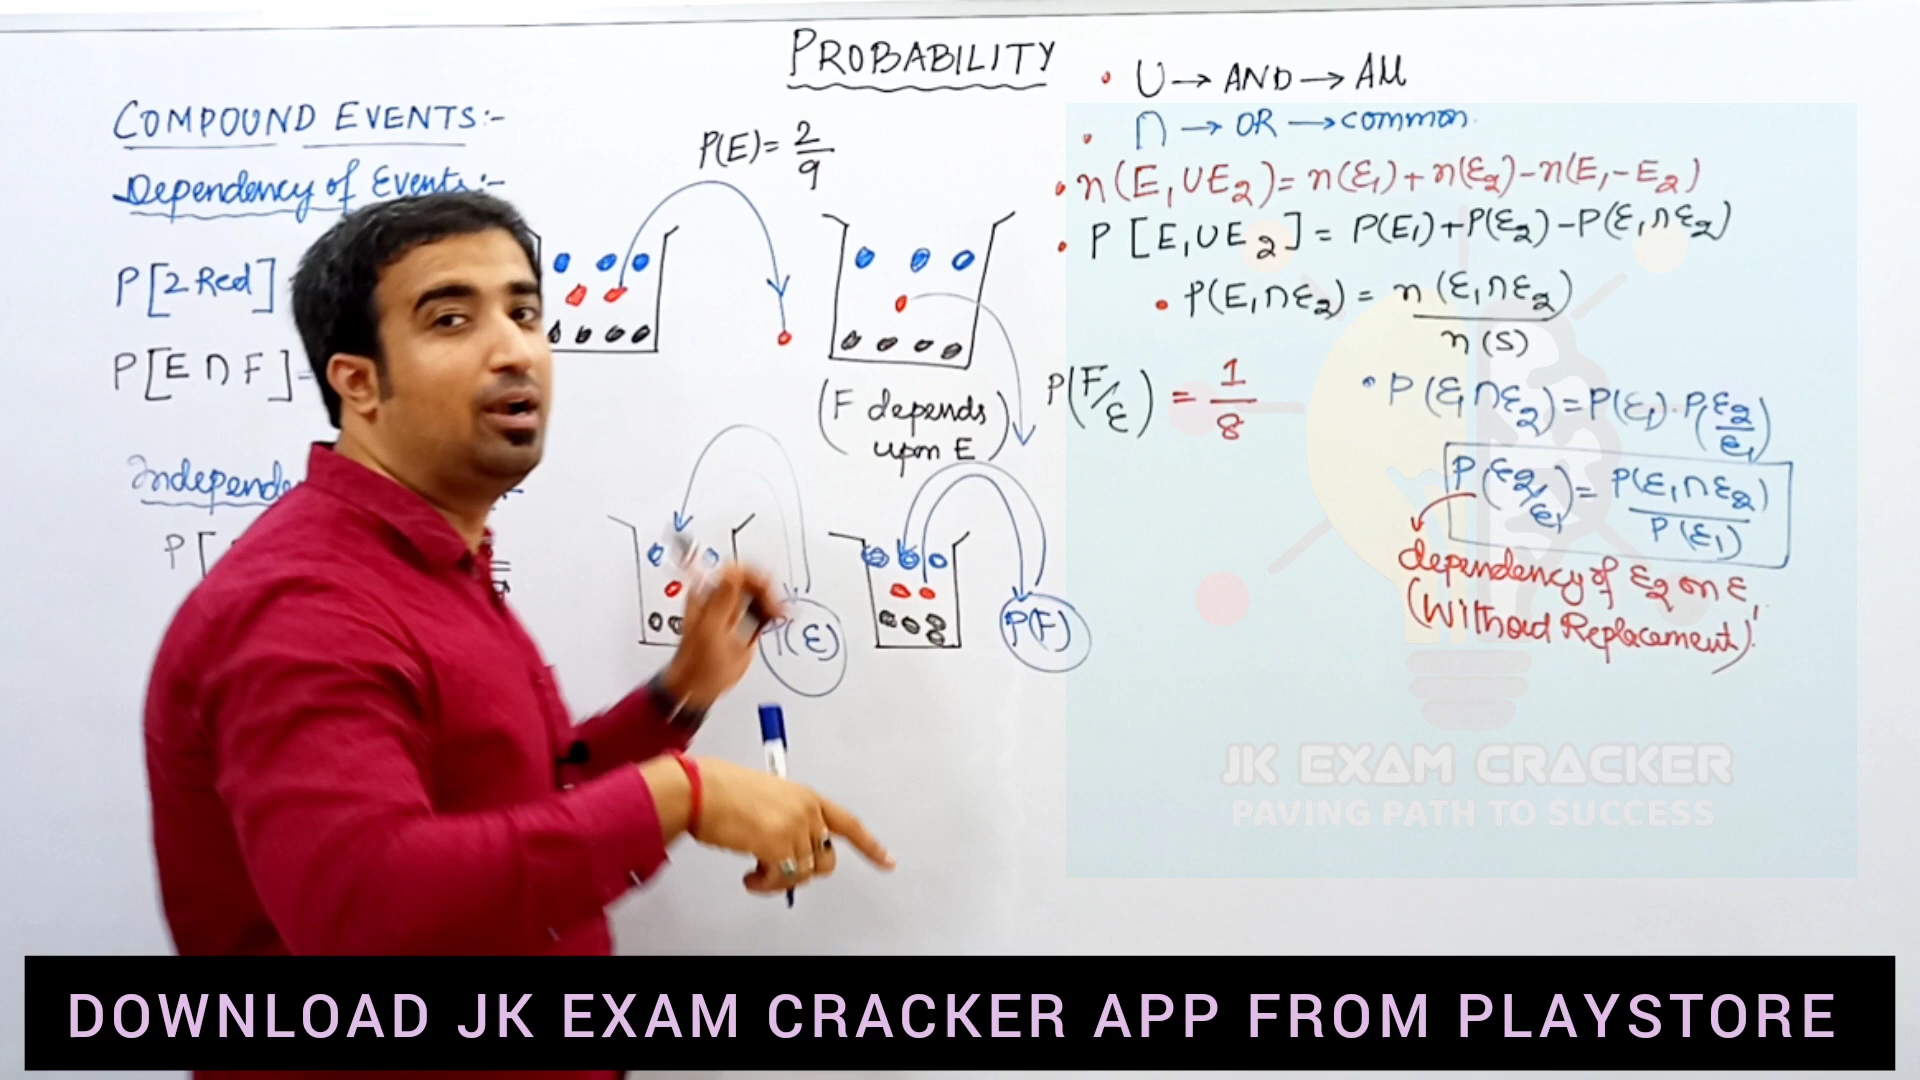 PROBABILITY
COMPOUND EVENTS:-
Dependency of Events:-
P[2 Red]
P[E ∩ F]=
P[
P(E)= 2/9
(F depends
upon E)
P(F/E) = 1/8
P(E)
P(F)
• U → AND → All
• ∩ → OR → common.
• n(E1 U E2) = n(E1) + n(E2) - n(E1 - E2)
• P[E1 U E2] = P(E1) + P(E2) - P(E1 ∩ E2)
• P(E1 ∩ E2) = n(E1 ∩ E2)/n(S)
• P(E1 ∩ E2) = P(E1) · P(E2/E1)
P(E2/E1) = P(E1 ∩ E2)/P(E1)
dependency of E2 on E1
(Without Replacement).
JK EXAM CRACKER
PAVING PATH TO SUCCESS
DOWNLOAD JK EXAM CRACKER APP FROM PLAYSTORE